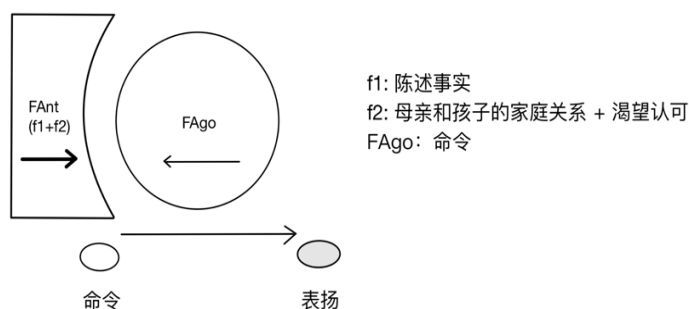 FAnt
(f1+f2)
FAgo
f1: 陈述事实
f2: 母亲和孩子的家庭关系 + 渴望认可
FAgo：命令
命令
表扬